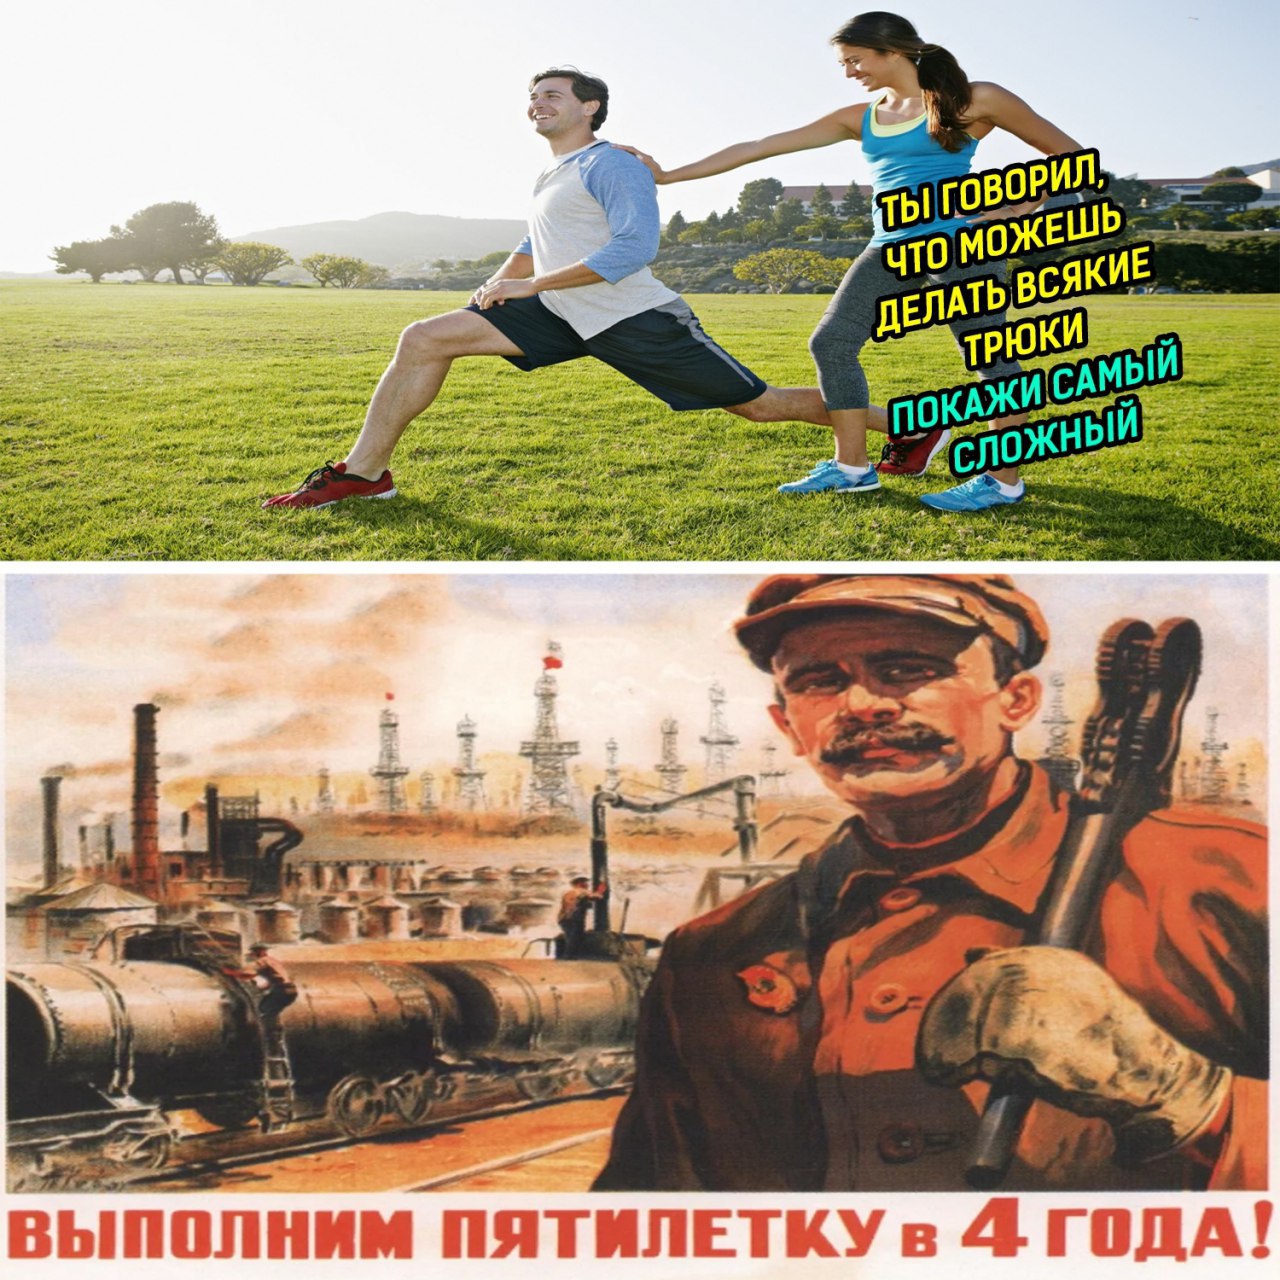 ТЫ ГОВОРИЛ,
ЧТО МОЖЕШЬ
ДЕЛАТЬ ВСЯКИЕ
ТРЮКИ
ПОКАЖИ САМЫЙ
СЛОЖНЫЙ
ВЫПОЛНИМ ПЯТИЛЕТКУ в 4 ГОДА!